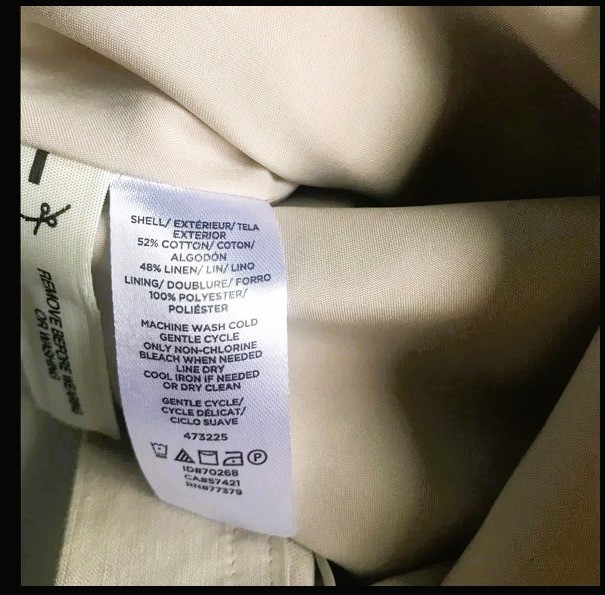 SHELL/ EXTÉRIEUR/ TELA
EXTERIOR
52% COTTON/ COTON/
ALGODÓN
48% LINEN/ LIN/ LINO
LINING/ DOUBLURE/ FORRO
100% POLYESTER/
POLIÉSTER
MACHINE WASH COLD
GENTLE CYCLE
ONLY NON-CHLORINE
BLEACH WHEN NEEDED
LINE DRY
COOL IRON IF NEEDED
OR DRY CLEAN
GENTLE CYCLE/
CYCLE DÉLICAT/
CICLO SUAVE
473225
P
ID#70268
CA#57421
RN#77379
REMOVE BEFORE WEARING
OR WASHING